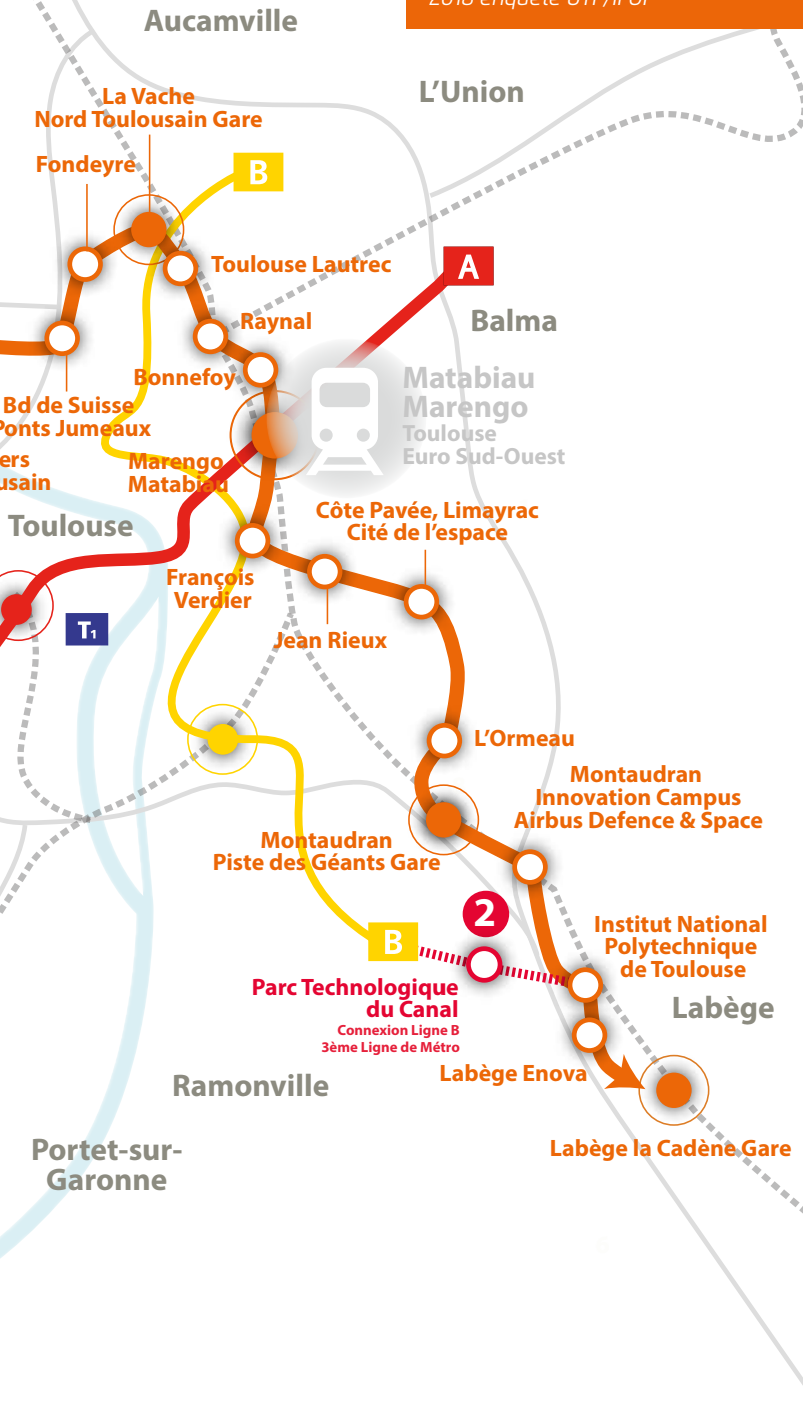 2018 enquête UTP/IFOP
Aucamville
L'Union
La Vache
Nord Toulousain Gare
Fondeyre
B
Toulouse Lautrec
A
Balma
Raynal
Bonnefoy
Matabiau
Marengo
Toulouse
Euro Sud-Ouest
Bd de Suisse
Ponts Jumeaux
ers
usain
Marengo
Matabiau
Toulouse
Côte Pavée, Limayrac
Cité de l'espace
François
Verdier
T1
Jean Rieux
L'Ormeau
Montaudran
Innovation Campus
Airbus Defence & Space
Montaudran
Piste des Géants Gare
2
B
Institut National
Polytechnique
de Toulouse
Parc Technologique
du Canal
Connexion Ligne B
3ème Ligne de Métro
Labège
Labège Enova
Ramonville
Labège la Cadène Gare
Portet-sur-
Garonne